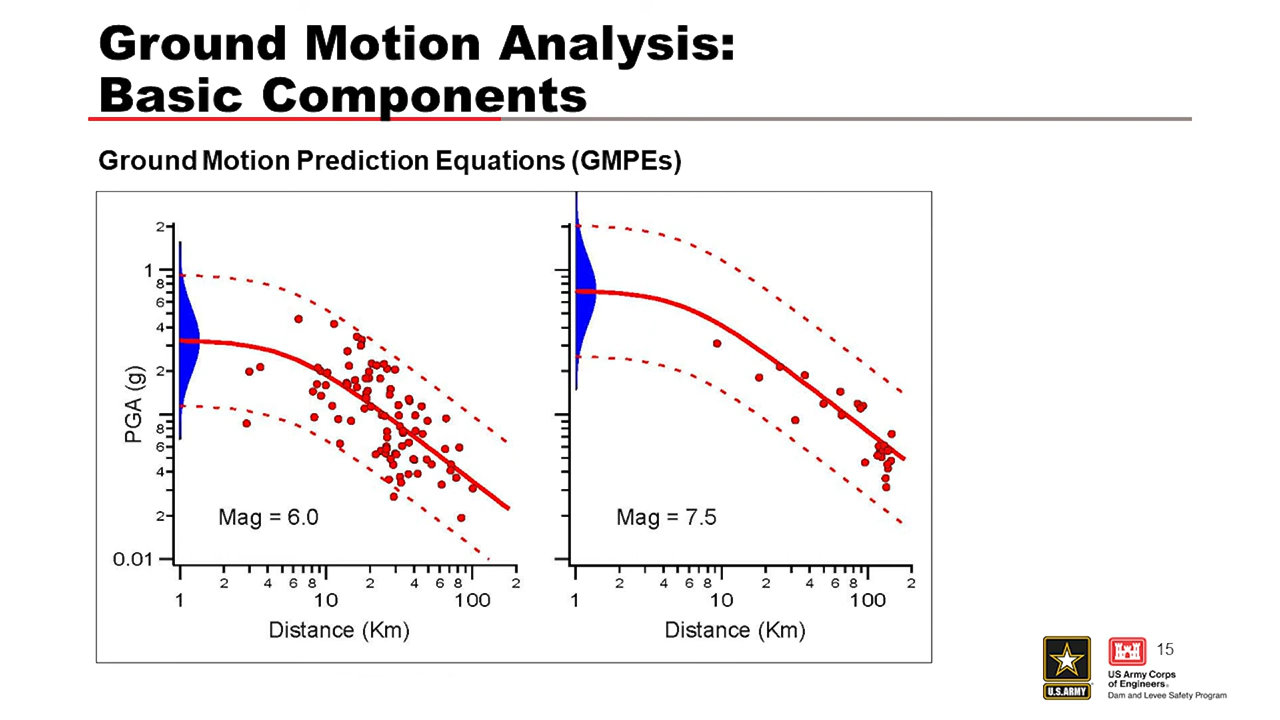 Ground Motion Analysis:
Basic Components
Ground Motion Prediction Equations (GMPEs)
PGA (g)
2
1
8
6
4
2
8
6
4
2
0.01
Mag = 6.0
2 4 6 8 2 4 6 8 2
1 10 100
Distance (Km)
Mag = 7.5
2 4 6 8 2 4 6 8 2
1 10 100
Distance (Km)
U.S.ARMY
US Army Corps
of Engineers®
Dam and Levee Safety Program
15